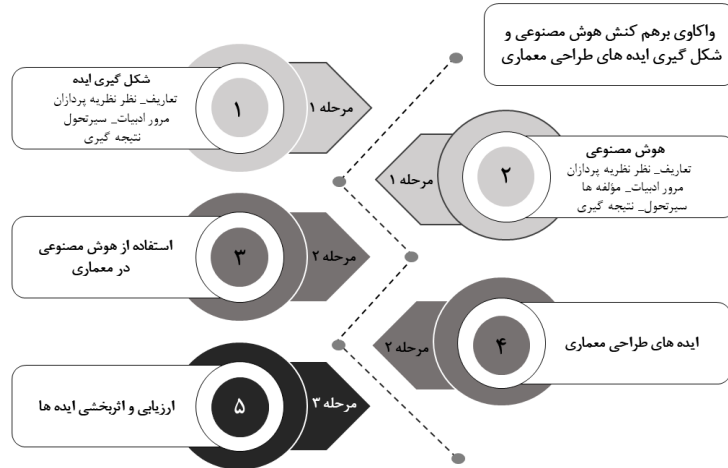 واکاوی برهم کنش هوش مصنوعی و
شکل گیری ایده های طراحی معماری
شکل گیری ایده
تعاریف_ نظر نظریه پردازان
مرور ادبیات_ سیرتحول
نتیجه گیری
۱
مرحله ۱
هوش مصنوعی
تعاریف_ نظر نظریه پردازان
مرور ادبیات_ مؤلفه ها
سیرتحول_ نتیجه گیری
۲
مرحله ۱
استفاده از هوش مصنوعی
در معماری
۳
مرحله ۲
ایده های طراحی معماری
۴
مرحله ۲
ارزیابی و اثربخشی ایده ها
۵
مرحله ۳